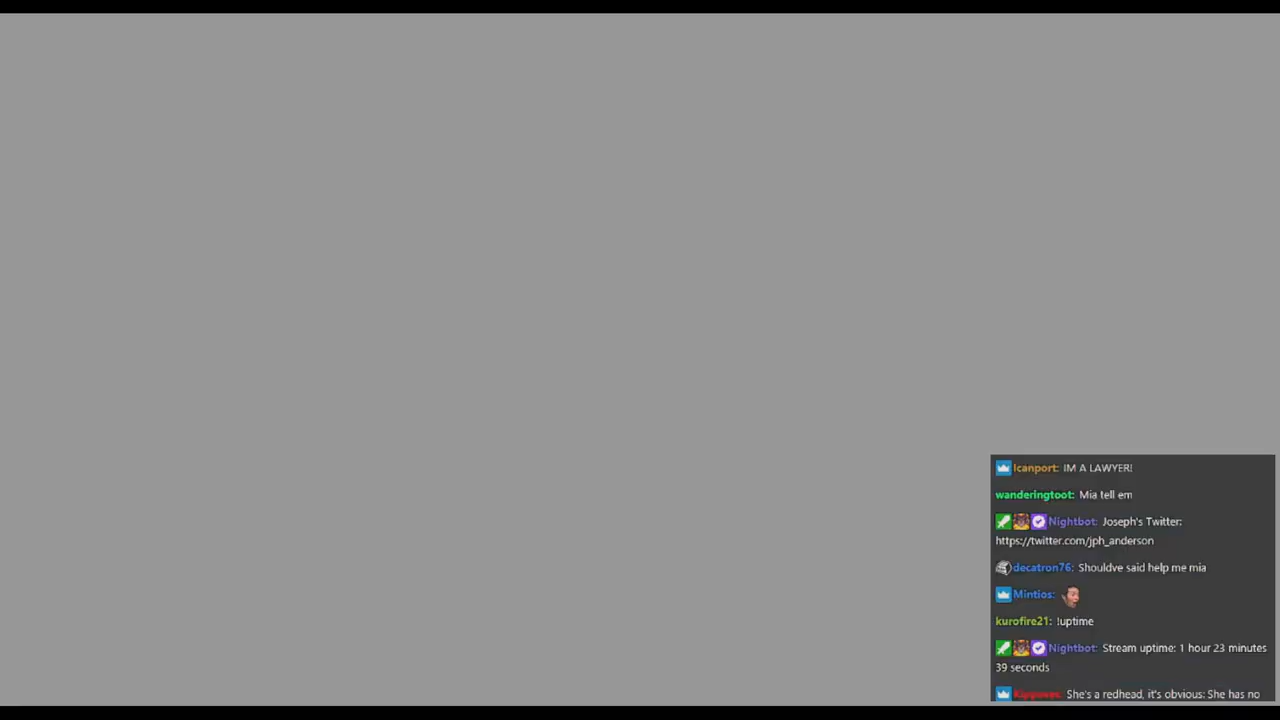 Icanport: IM A LAWYER!
wanderingtoot: Mia tell em
Nightbot: Joseph's Twitter:
https://twitter.com/jph_anderson
decatron76: Shouldve said help me mia
Mintios:
kurofire21: !uptime
Nightbot: Stream uptime: 1 hour 23 minutes
39 seconds
She's a redhead, it's obvious: She has no